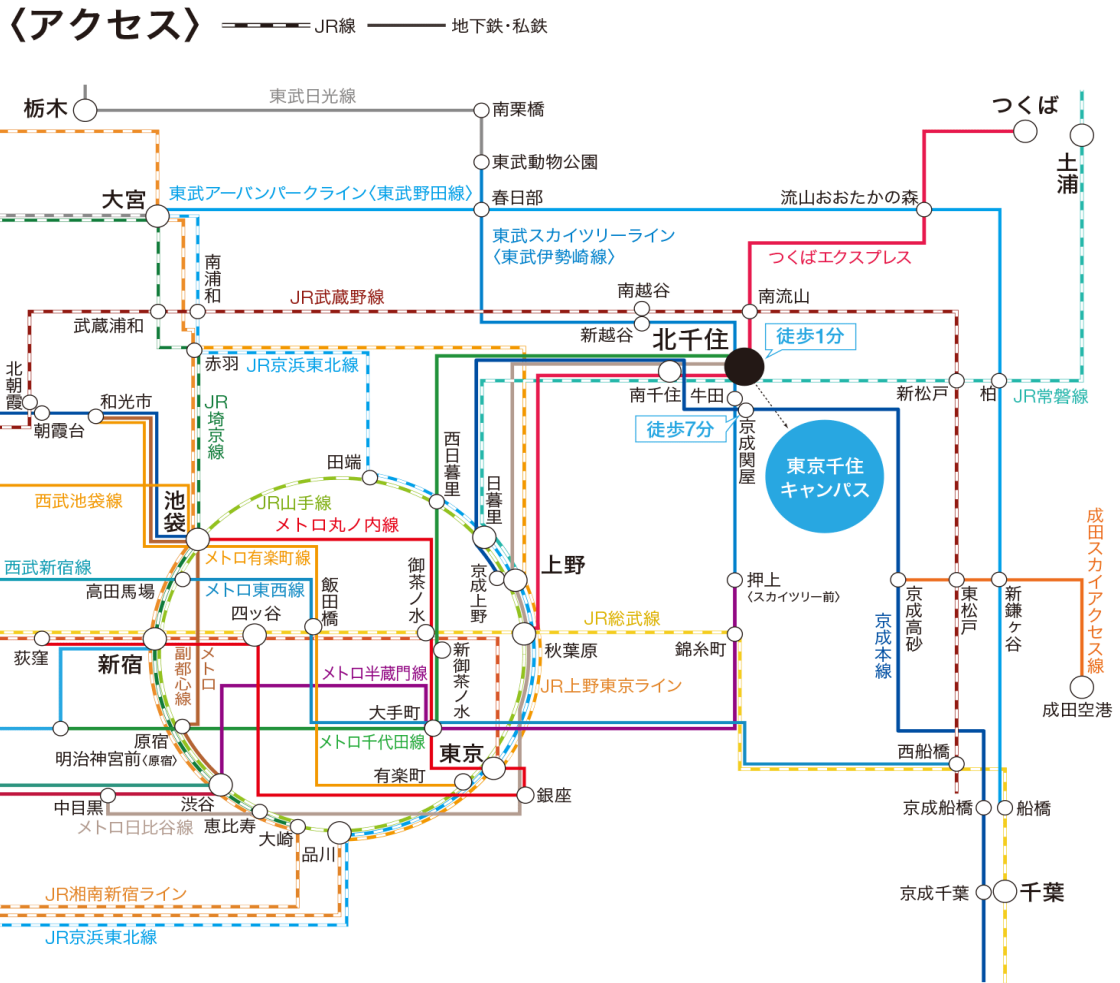 〈アクセス〉
JR線
地下鉄・私鉄
栃木
東武日光線
南栗橋
つくば
土浦
東武動物公園
大宮
東武アーバンパークライン〈東武野田線〉
春日部
流山おおたかの森
東武スカイツリーライン
〈東武伊勢崎線〉
つくばエクスプレス
南浦和
JR武蔵野線
南越谷
南流山
武蔵浦和
新越谷
北千住
徒歩1分
赤羽
JR京浜東北線
北朝霞
和光市
朝霞台
JR埼京線
南千住
牛田
新松戸
柏
JR常磐線
徒歩7分
京成関屋
東京千住
キャンパス
西日暮里
田端
日暮里
西武池袋線
池袋
JR山手線
メトロ丸ノ内線
成田スカイアクセス線
西武新宿線
メトロ有楽町線
御茶ノ水
上野
高田馬場
メトロ東西線
飯田橋
京成上野
押上
〈スカイツリー前〉
四ッ谷
JR総武線
京成本線
京成高砂
東松戸
新鎌ヶ谷
荻窪
新宿
副都心線
メトロ
新御茶ノ水
秋葉原
錦糸町
メトロ半蔵門線
JR上野東京ライン
大手町
成田空港
原宿
メトロ千代田線
明治神宮前〈原宿〉
東京
西船橋
有楽町
渋谷
銀座
中目黒
京成船橋
船橋
メトロ日比谷線
恵比寿
大崎
品川
JR湘南新宿ライン
京成千葉
千葉
JR京浜東北線